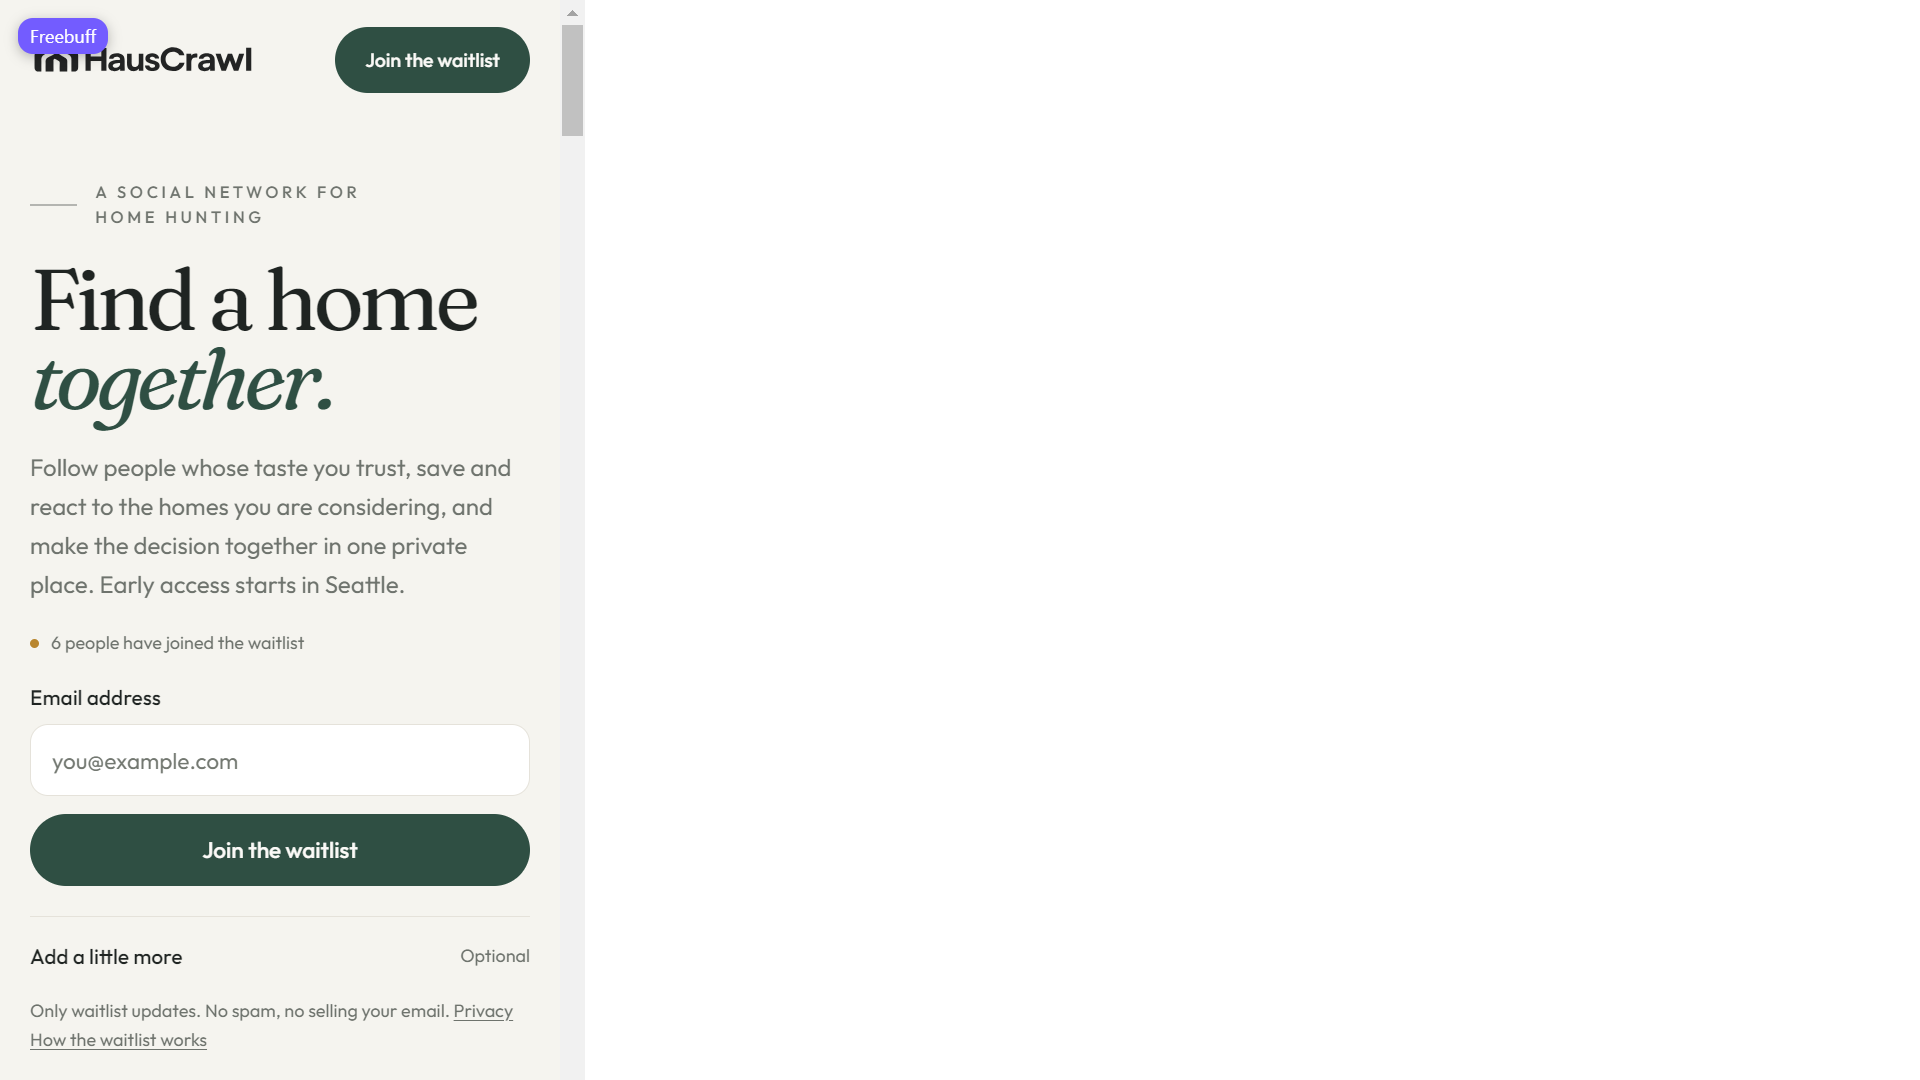 Freebuff
HausCrawl
Join the waitlist
A SOCIAL NETWORK FOR
HOME HUNTING
Find a home
together.
Follow people whose taste you trust, save and
react to the homes you are considering, and
make the decision together in one private
place. Early access starts in Seattle.
6 people have joined the waitlist
Email address
you@example.com
Join the waitlist
Add a little more
Optional
Only waitlist updates. No spam, no selling your email. Privacy
How the waitlist works